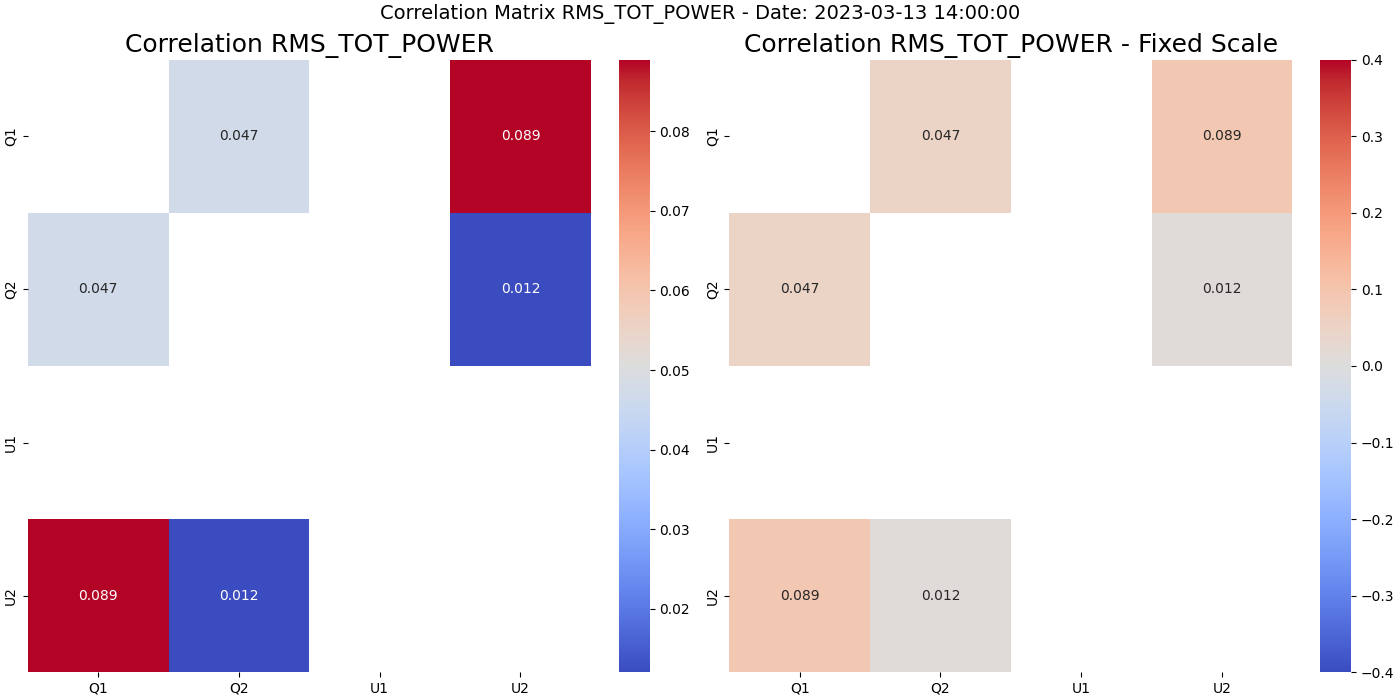 Correlation Matrix RMS_TOT_POWER - Date: 2023-03-13 14:00:00
Correlation RMS_TOT_POWER
Q1
0.047
0.089
Q2
0.047
0.012
U1
U2
0.089
0.012
Q1
Q2
U1
U2
0.08
0.07
0.06
0.05
0.04
0.03
0.02
Correlation RMS_TOT_POWER - Fixed Scale
Q1
0.047
0.089
Q2
0.047
0.012
U1
U2
0.089
0.012
Q1
Q2
U1
U2
0.4
0.3
0.2
0.1
0.0
−0.1
−0.2
−0.3
−0.4